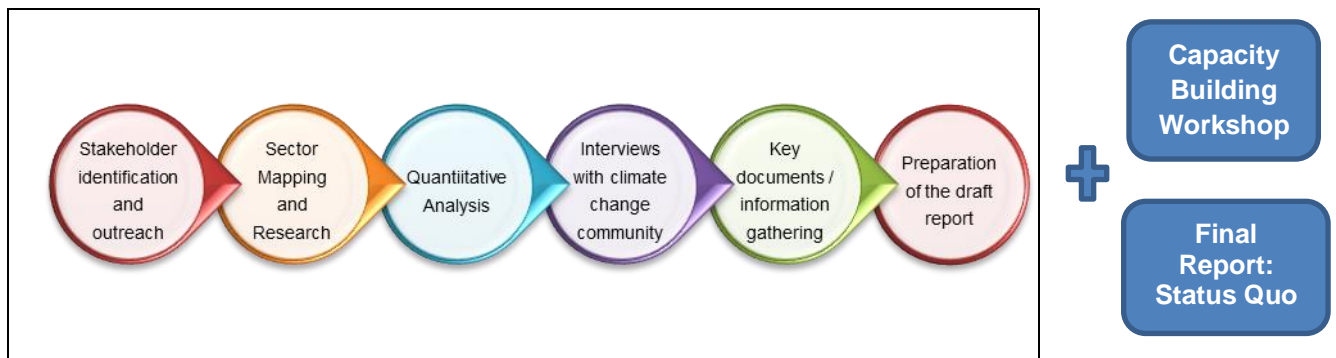 Stakeholder
identification
and
outreach
Sector
Mapping
and
Research
Quantiitative
Analysis
Interviews
with climate
change
community
Key
documents /
information
gathering
Preparation
of the draft
report
Capacity
Building
Workshop
Final
Report:
Status Quo